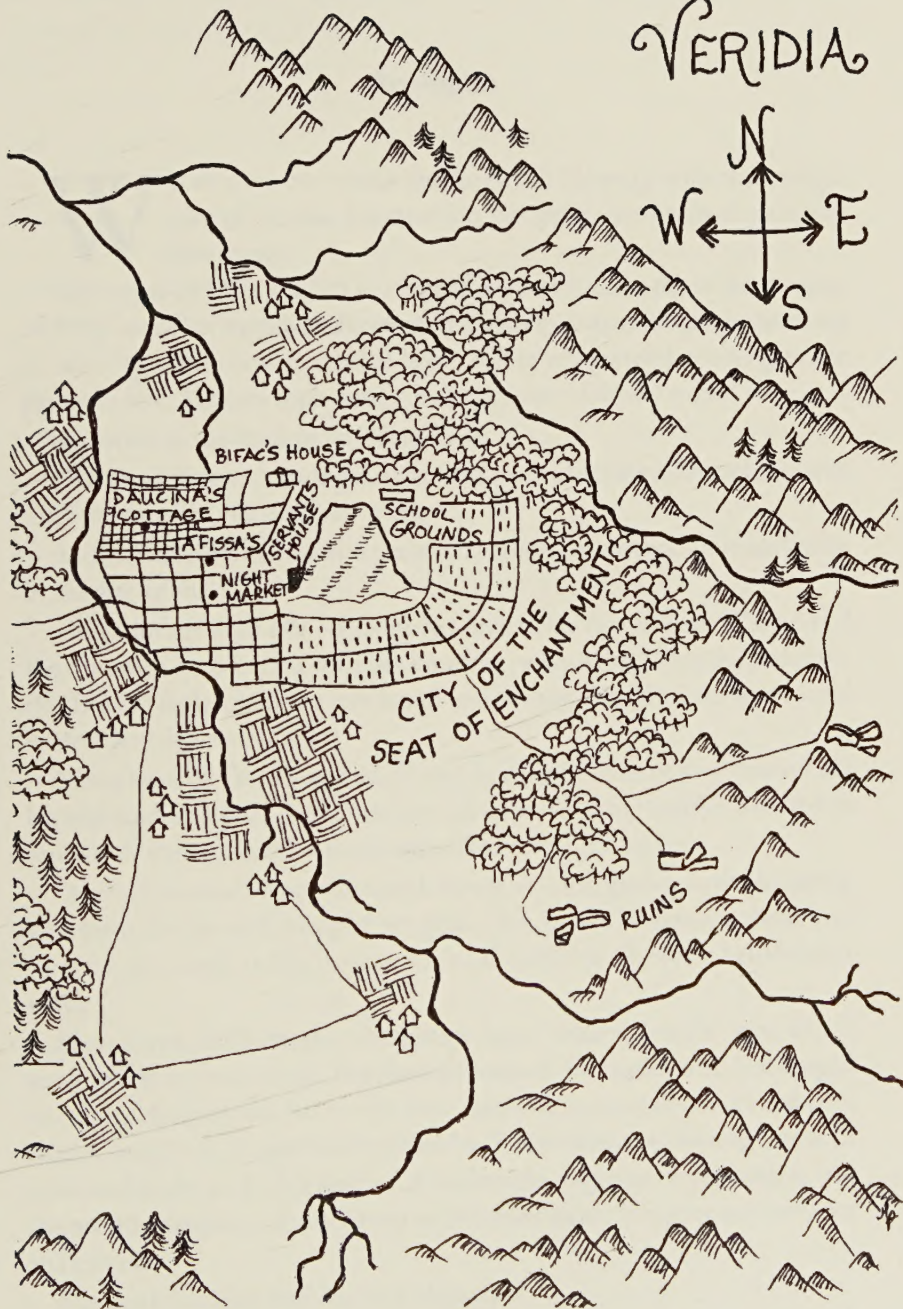 VERIDIA
N
W E
S
BIFAC'S HOUSE
DAUCINA'S
COTTAGE
AFISSA'S
SERVANTS
HOUSE
SCHOOL
GROUNDS
NIGHT
MARKET
CITY OF THE
SEAT OF ENCHANTMENT
RUINS